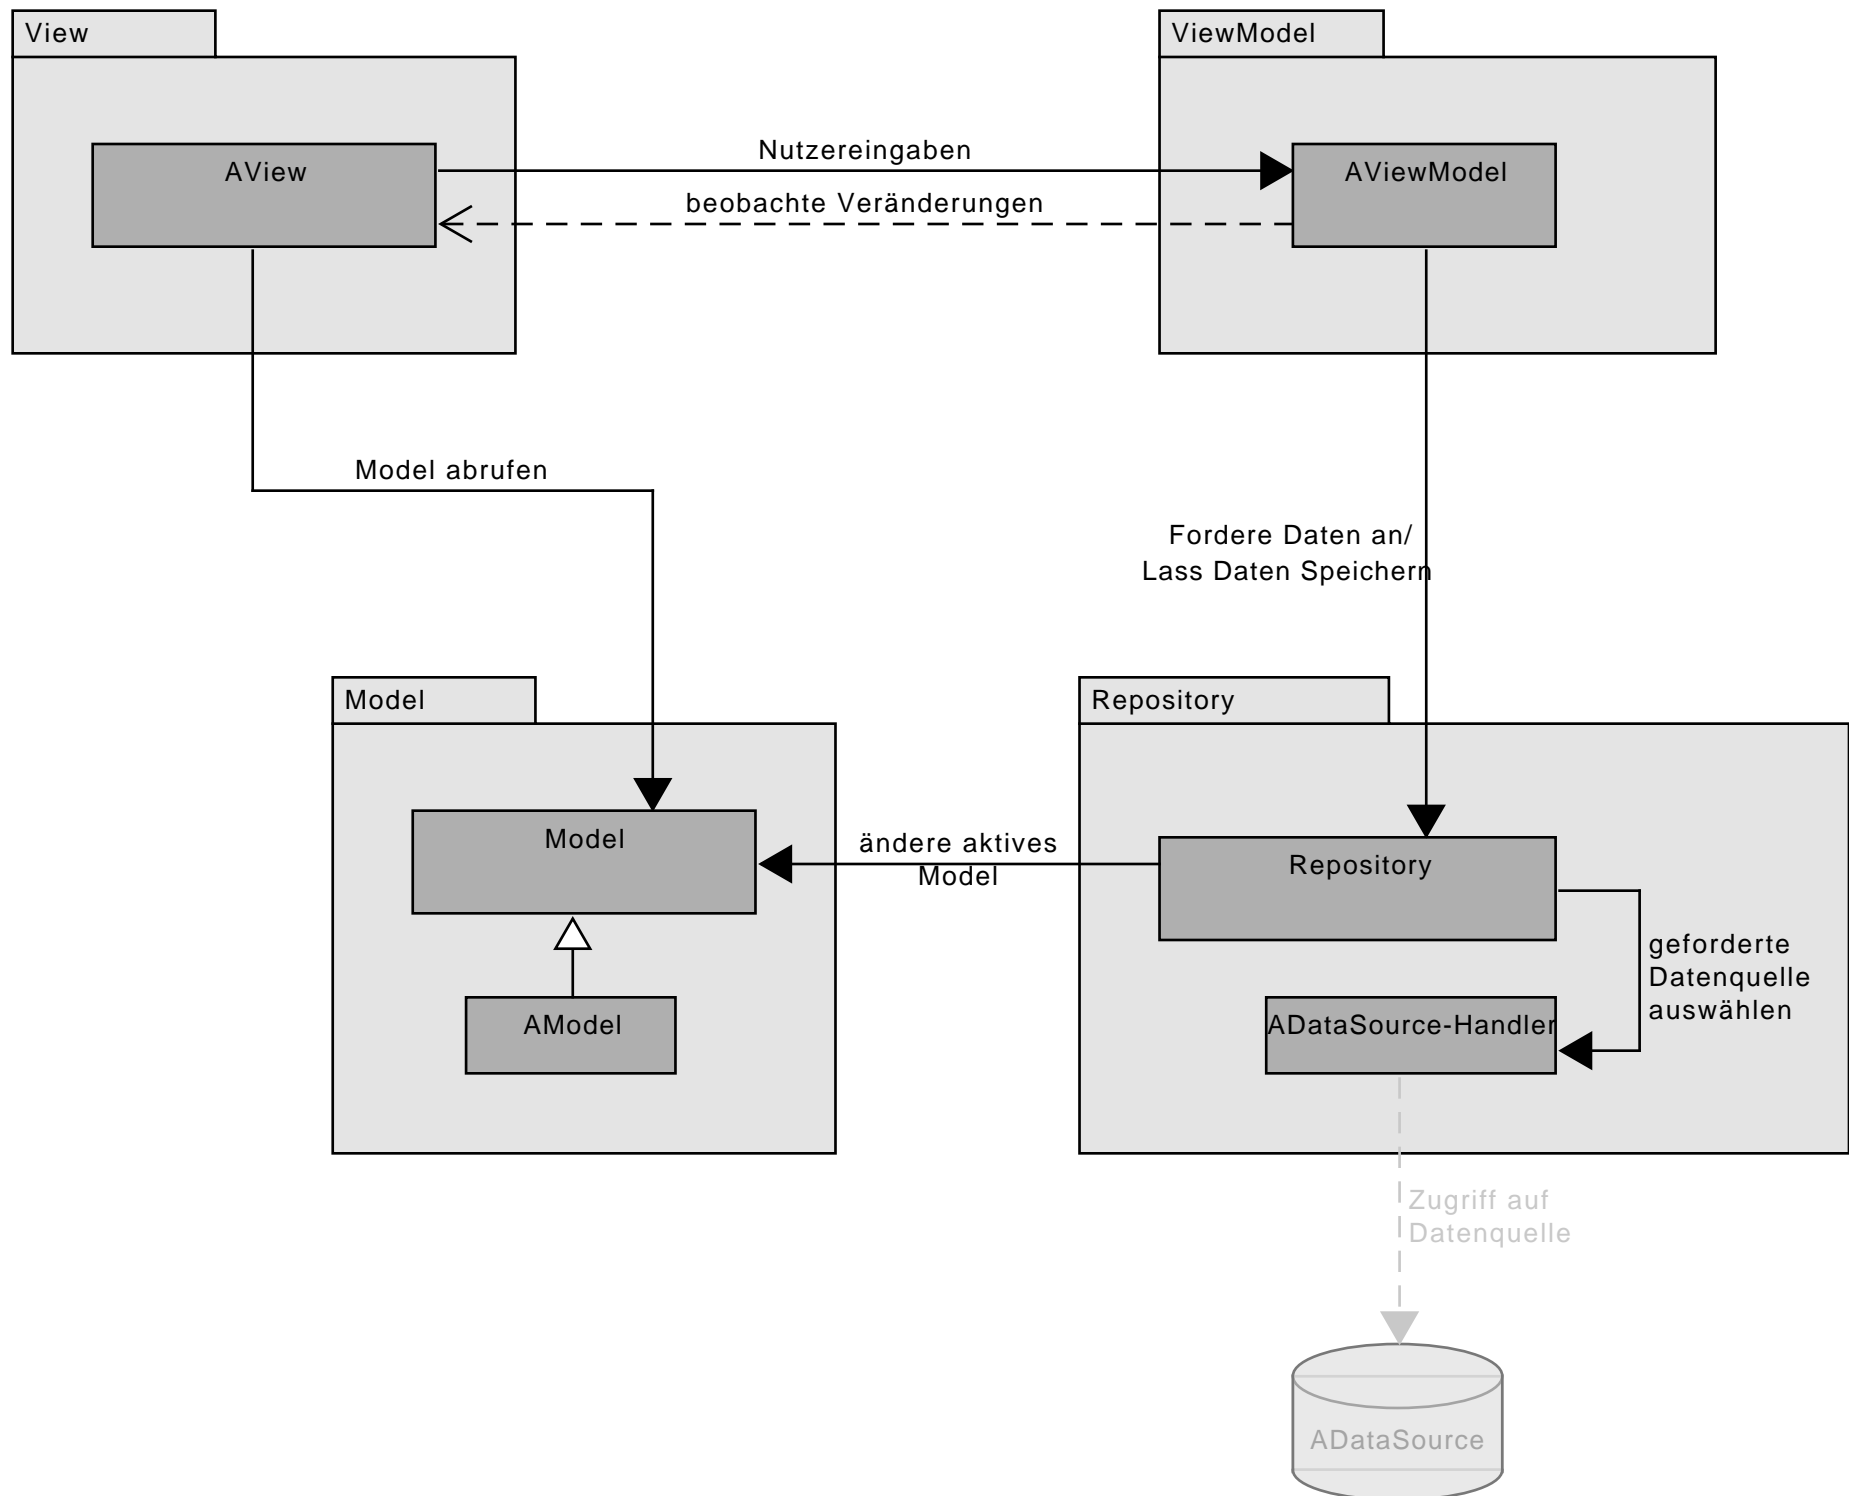 View
ViewModel
AView
Nutzereingaben
AViewModel
beobachte Veränderungen
Model abrufen
Fordere Daten an/
Lass Daten Speichern
Model
Repository
Model
ändere aktives
Model
Repository
geforderte
Datenquelle
auswählen
AModel
ADataSource-Handler
Zugriff auf
Datenquelle
ADataSource